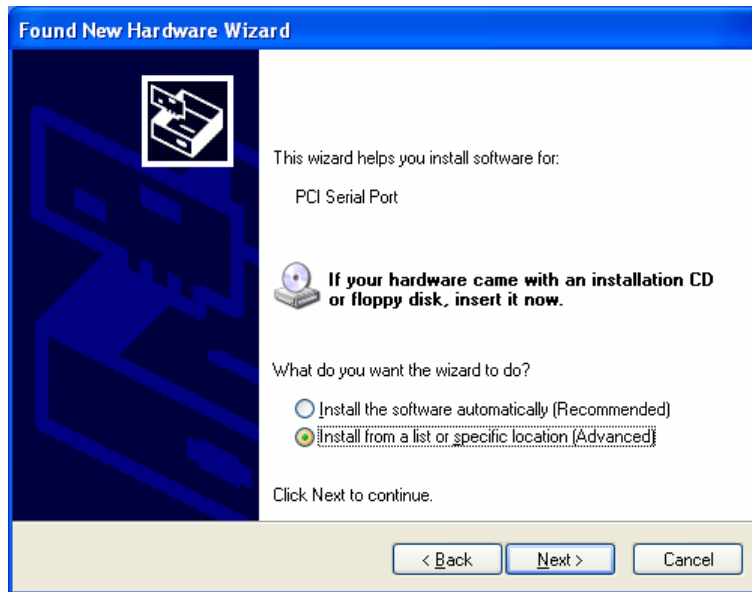 Found New Hardware Wizard
This wizard helps you install software for:
PCI Serial Port
If your hardware came with an installation CD
or floppy disk, insert it now.
What do you want the wizard to do?
Install the software automatically (Recommended)
Install from a list or specific location (Advanced)
Click Next to continue.
< Back Next > Cancel